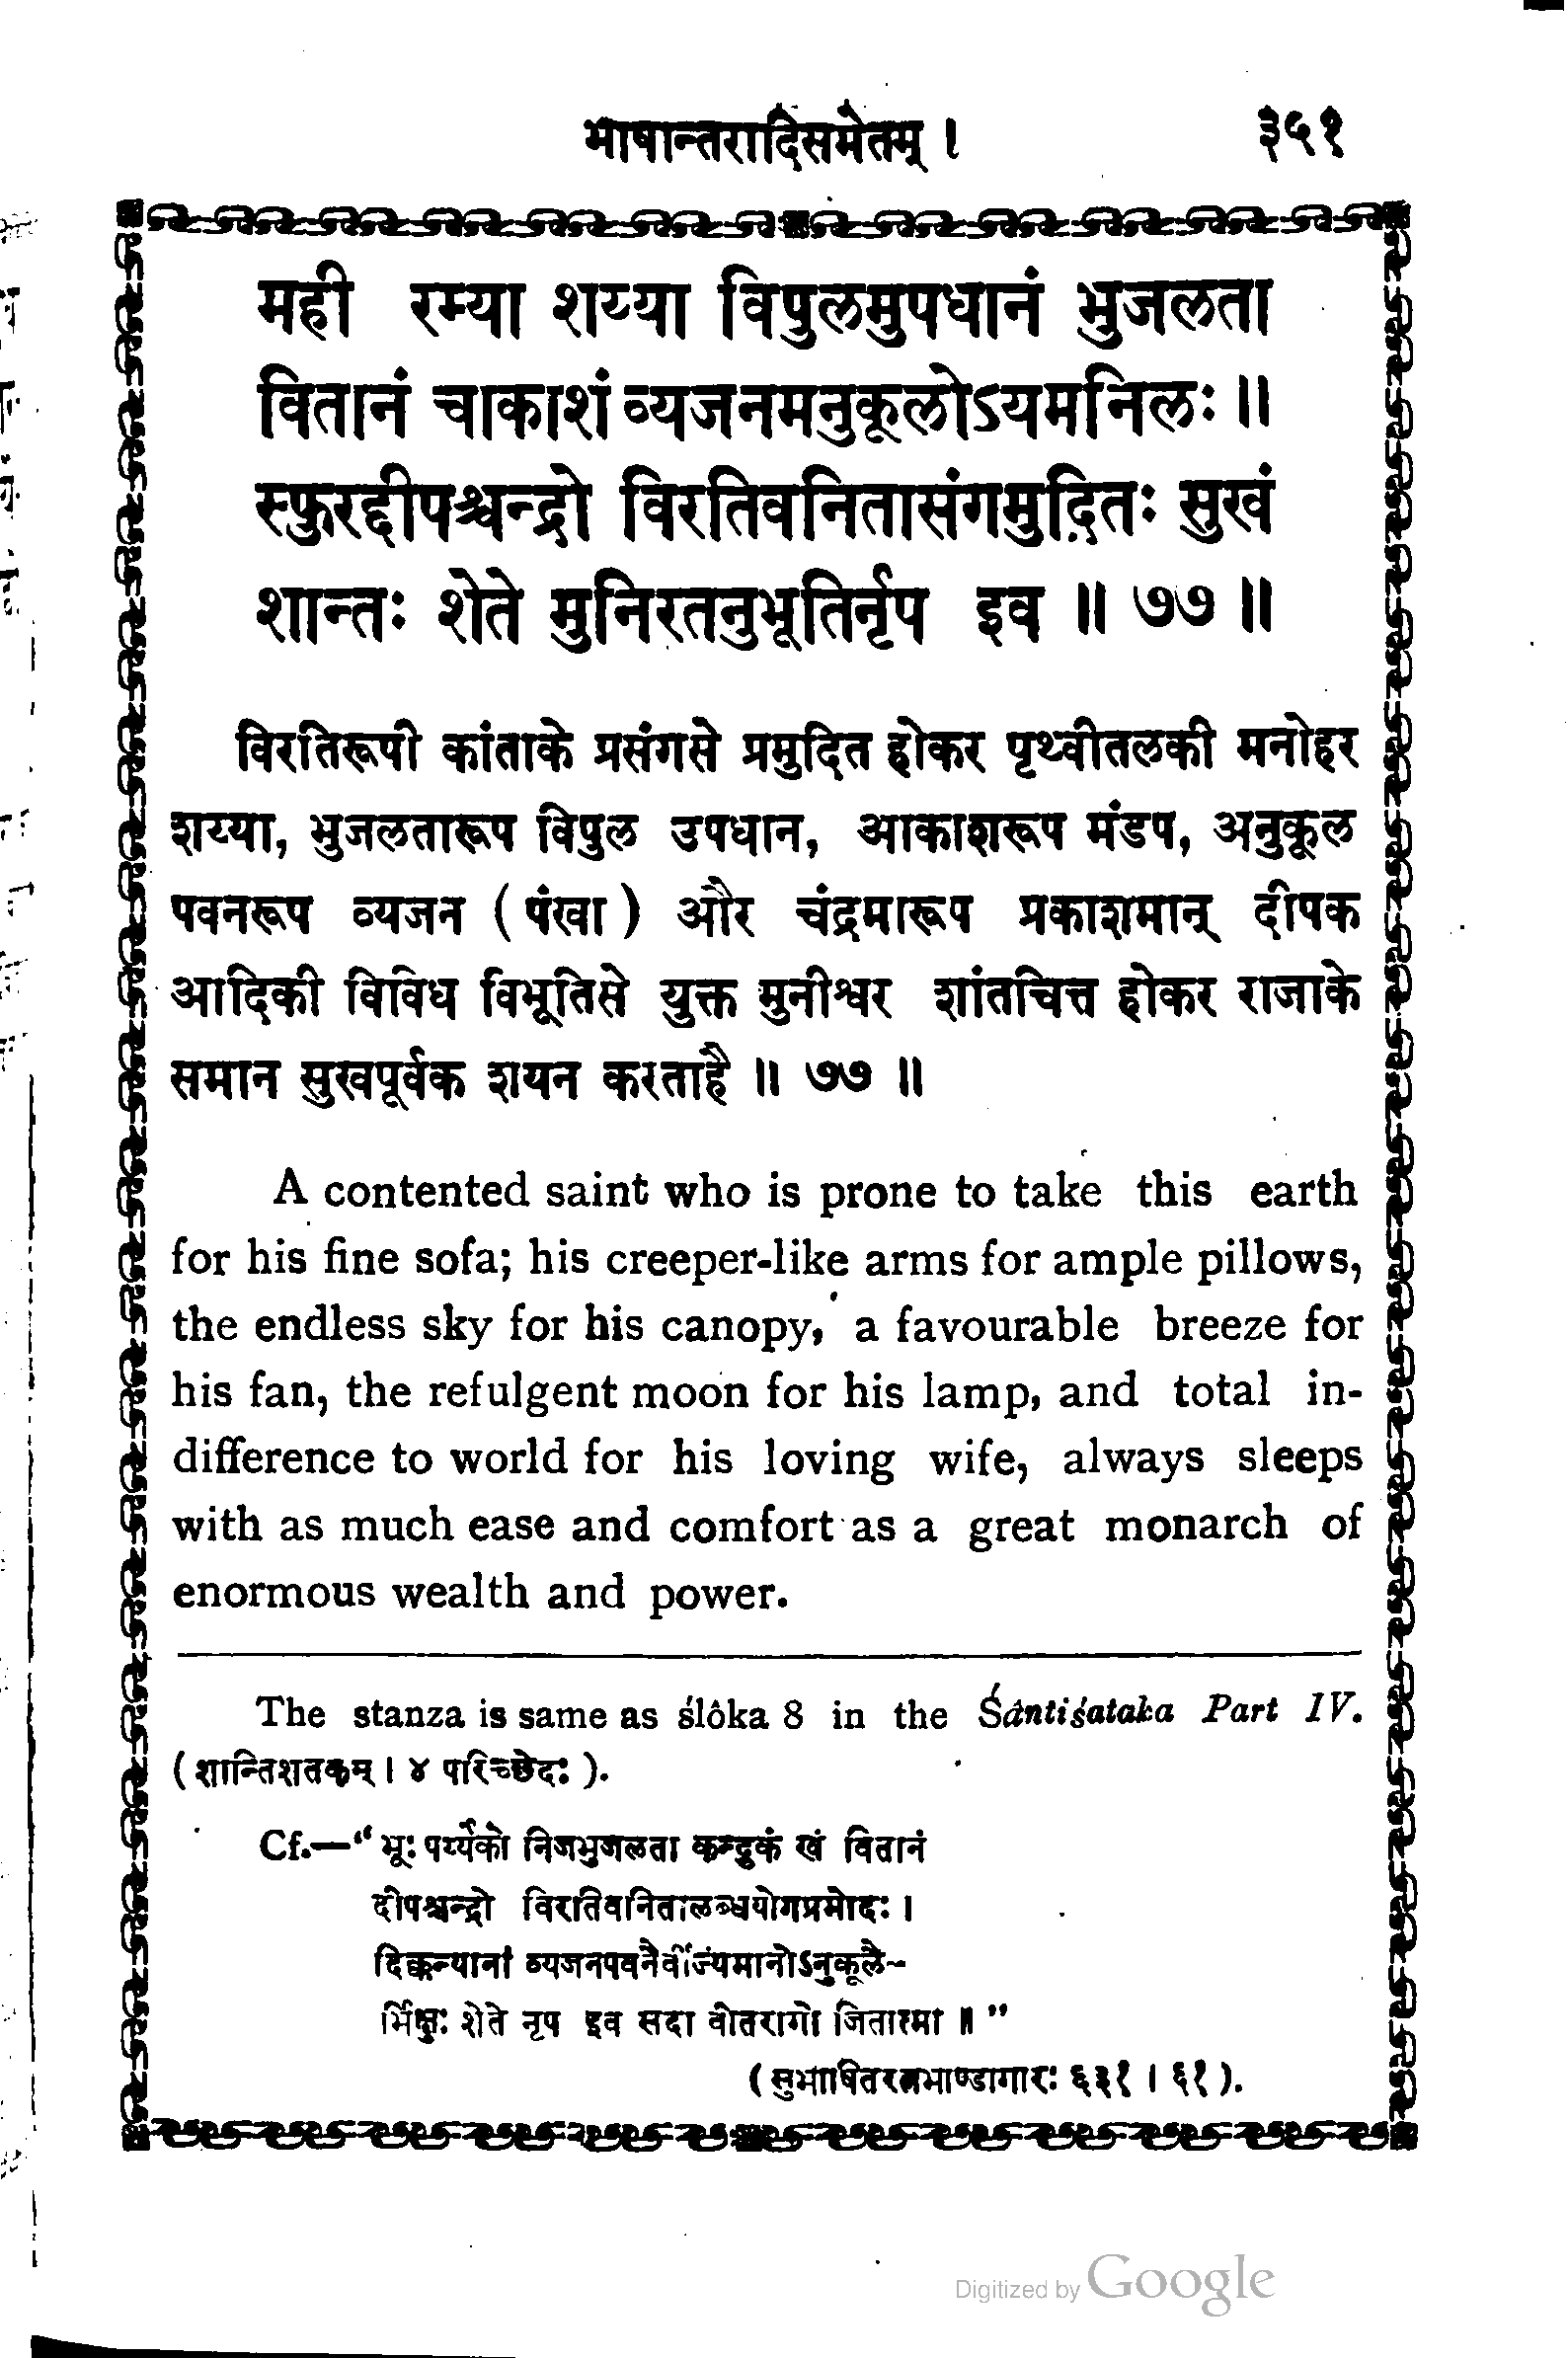 भाषान्तरादिसमेतम् । ३५१
मही रम्या शय्या विपुलमुपधानं भुजलता
वितानं चाकाशं व्यजनमनुकूलोऽयमनिलः ॥
स्फुरद्दीपश्चन्द्रो विरतिवनितासंगमुदितः सुखं
शान्तः शेते मुनिरतनुभूतिर्नृप इव ॥ ७७ ॥
विरतिरूपी कांताके प्रसंगसे प्रमुदित होकर पृथ्वीतलकी मनोहर
शय्या, भुजलतारूप विपुल उपधान, आकाशरूप मंडप, अनुकूल
पवनरूप व्यजन ( पंखा ) और चंद्रमारूप प्रकाशमान् दीपक
आदिकी विविध विभूतिसे युक्त मुनीश्वर शांतचित्त होकर राजाके
समान सुखपूर्वक शयन करताहै ॥ ७७ ॥
A contented saint who is prone to take this earth
for his fine sofa; his creeper-like arms for ample pillows,
the endless sky for his canopy, a favourable breeze for
his fan, the refulgent moon for his lamp, and total in-
difference to world for his loving wife, always sleeps
with as much ease and comfort as a great monarch of
enormous wealth and power.
The stanza is same as ślôka 8 in the Śântiśataka Part IV.
( शान्तिशतकम् । ४ परिच्छेदः ).
Cf.—“ भूः पर्य्यंको निजभुजलता कन्दुकं खं वितानं
दीपश्चन्द्रो विरतिवनितालब्धयोगप्रमोदः ।
दिक्कन्यानां व्यजनपवनैर्वीज्यमानोऽनुकूलै-
र्भिक्षुः शेते नृप इव सदा वीतरागो जितात्मा ॥ ”
( सुभाषितरत्नभाण्डागारः ६३१ । ६१ ).
Digitized by Google